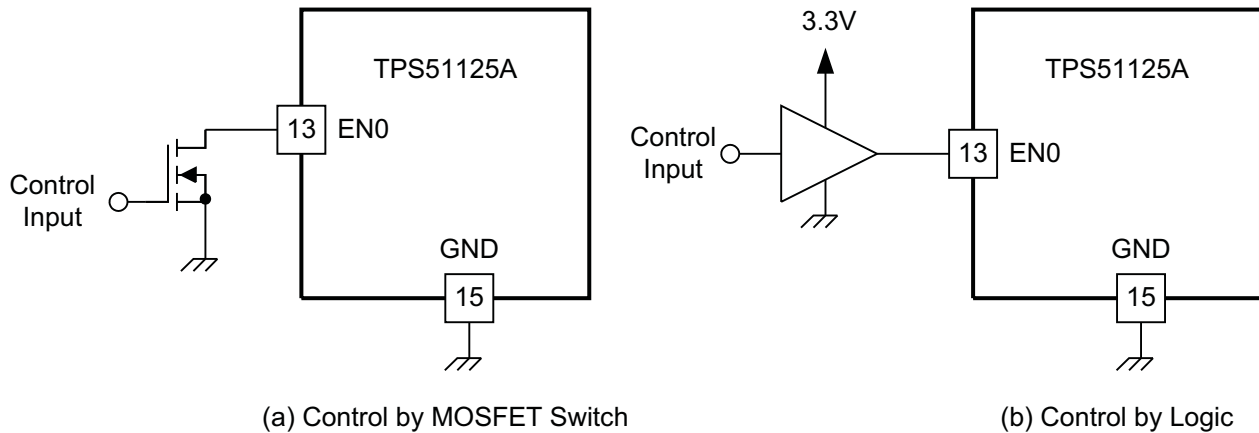 TPS51125A
13
EN0
Control
Input
GND
15
(a) Control by MOSFET Switch
3.3V
TPS51125A
Control
Input
13
EN0
GND
15
(b) Control by Logic